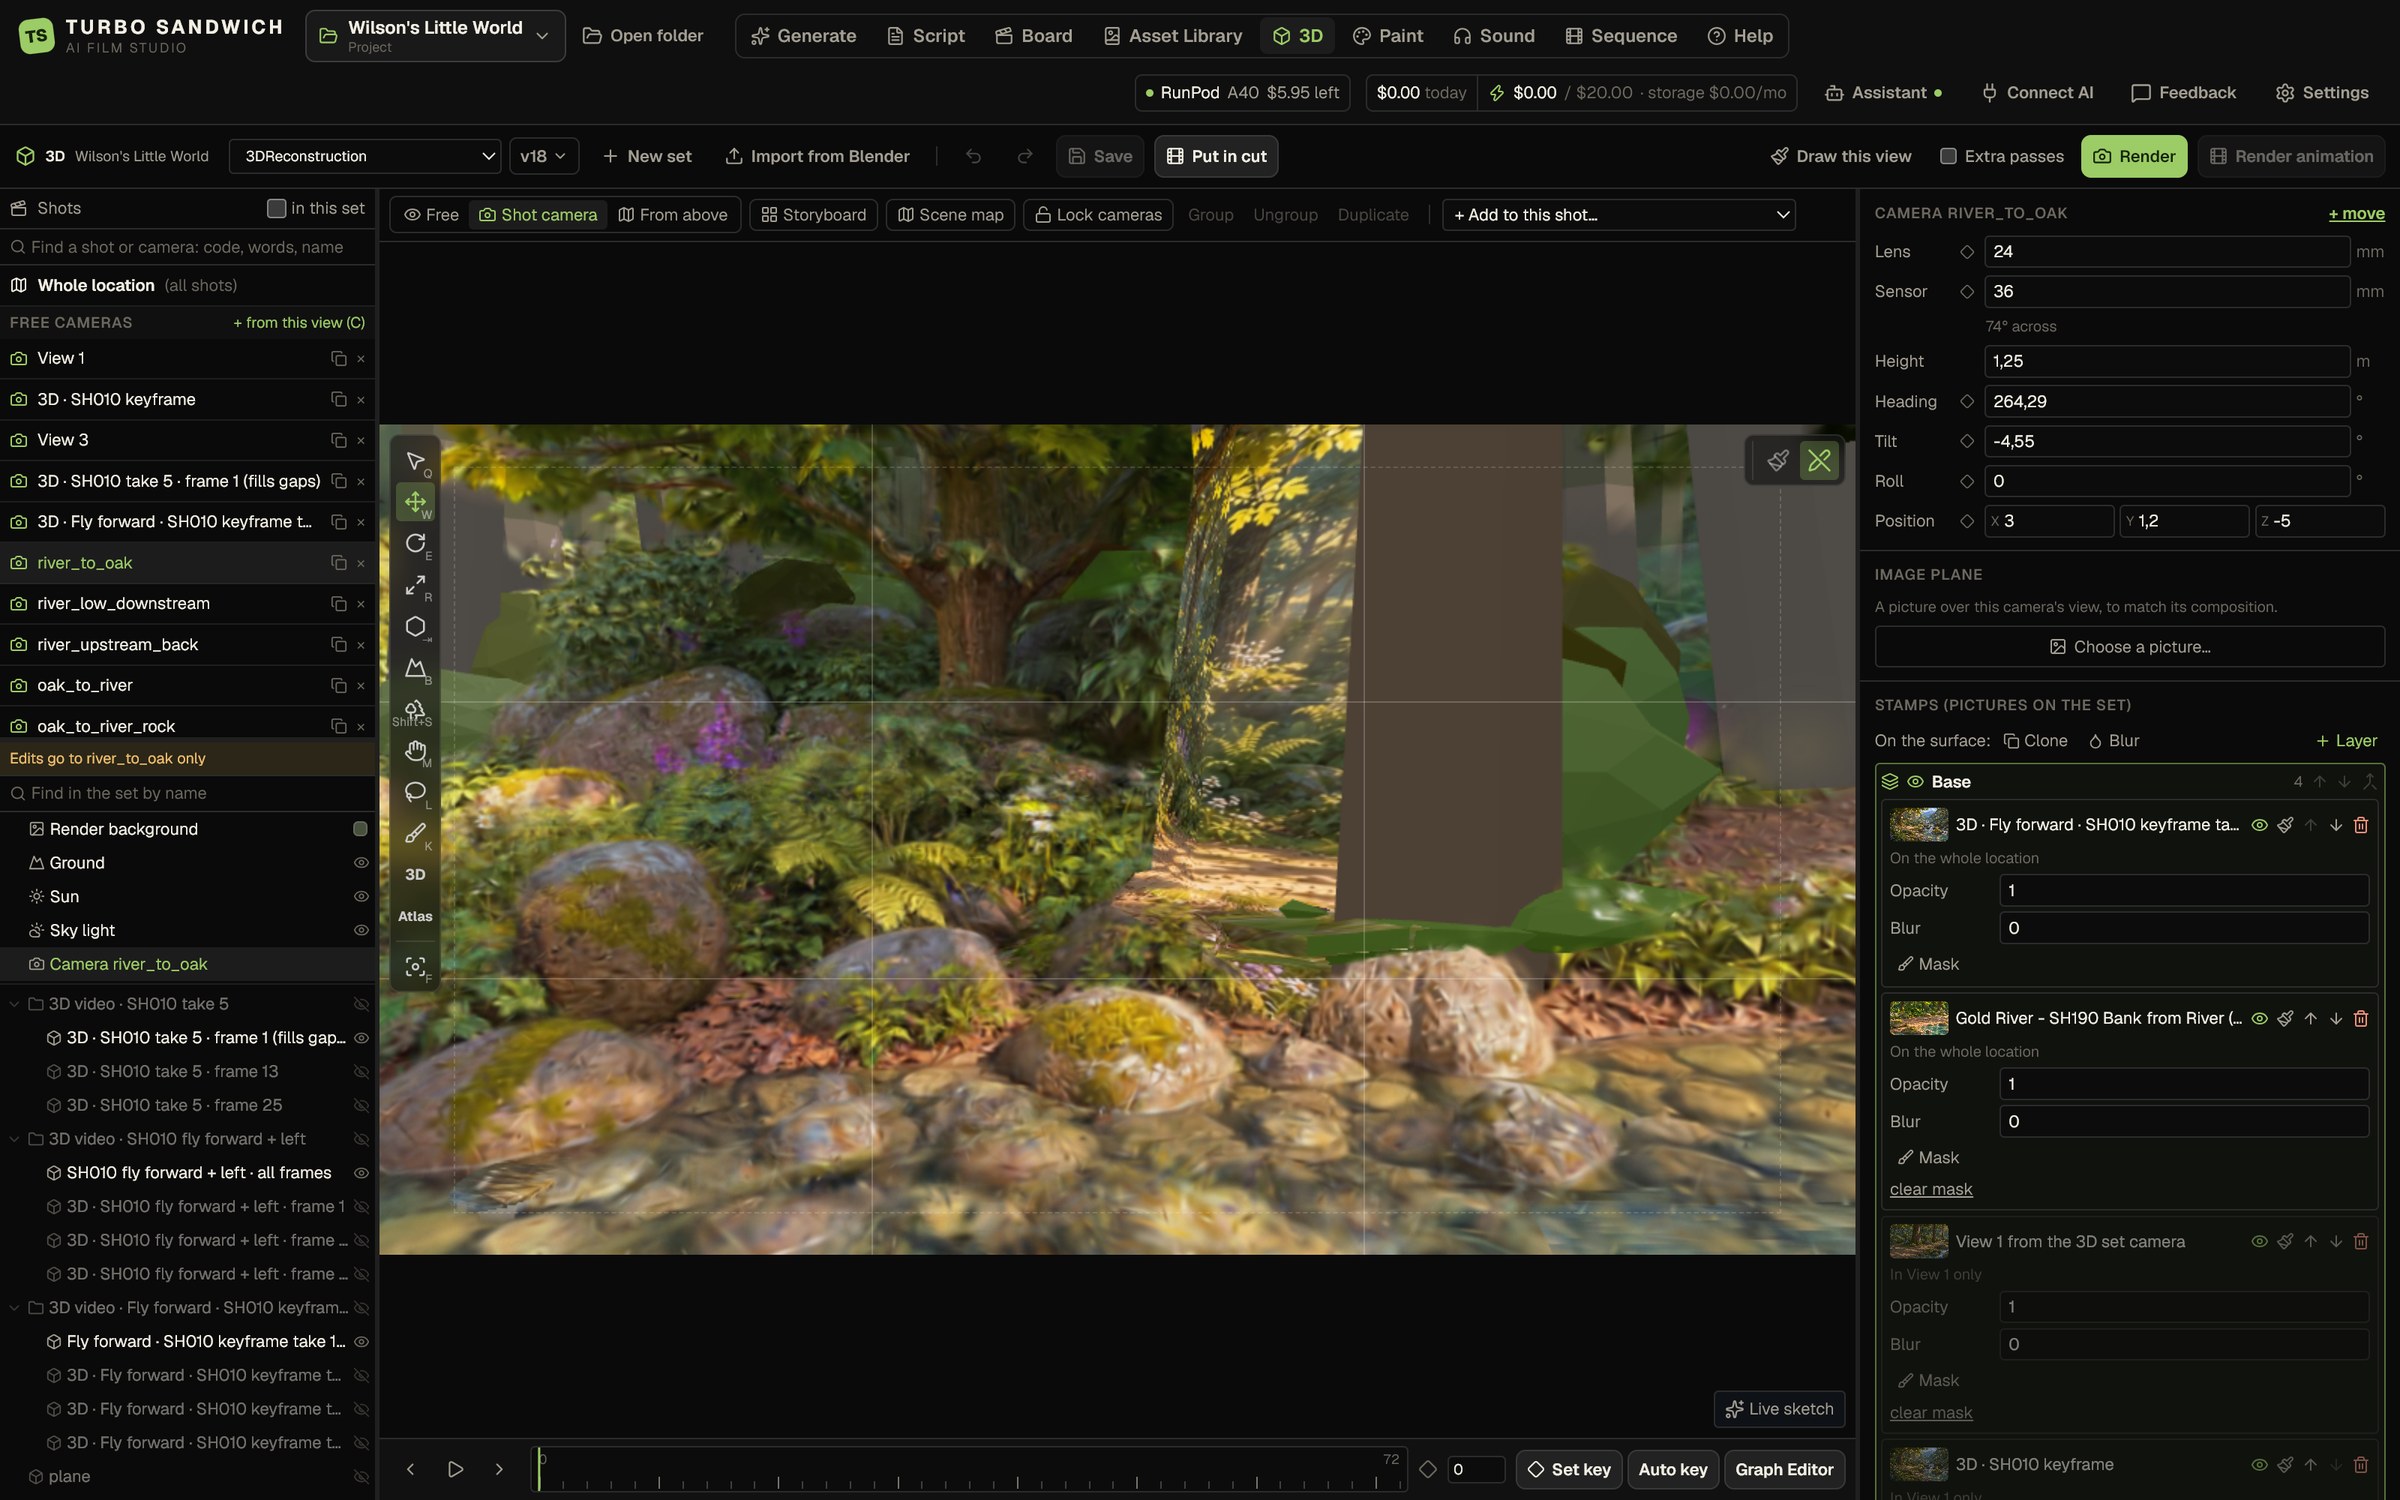 TS TURBO SANDWICH
AI FILM STUDIO
Wilson's Little World
Project
Open folder
Generate Script Board Asset Library 3D Paint Sound Sequence Help
RunPod A40 $5.95 left
$0.00 today $0.00 / $20.00 · storage $0.00/mo
Assistant Connect AI Feedback Settings
3D Wilson's Little World 3DReconstruction v18 + New set Import from Blender Save Put in cut
Draw this view Extra passes Render Render animation
Shots in this set
Find a shot or camera: code, words, name
Whole location (all shots)
FREE CAMERAS + from this view (C)
View 1
3D · SH010 keyframe
View 3
3D · SH010 take 5 · frame 1 (fills gaps)
3D · Fly forward · SH010 keyframe t...
river_to_oak
river_low_downstream
river_upstream_back
oak_to_river
oak_to_river_rock
Edits go to river_to_oak only
Find in the set by name
Render background
Ground
Sun
Sky light
Camera river_to_oak
3D video · SH010 take 5
3D · SH010 take 5 · frame 1 (fills gap...
3D · SH010 take 5 · frame 13
3D · SH010 take 5 · frame 25
3D video · SH010 fly forward + left
SH010 fly forward + left · all frames
3D · SH010 fly forward + left · frame 1
3D · SH010 fly forward + left · frame ...
3D · SH010 fly forward + left · frame ...
3D video · Fly forward · SH010 keyfram...
Fly forward · SH010 keyframe take 1...
3D · Fly forward · SH010 keyframe t...
3D · Fly forward · SH010 keyframe t...
3D · Fly forward · SH010 keyframe t...
plane
Free Shot camera From above Storyboard Scene map Lock cameras Group Ungroup Duplicate + Add to this shot...
Q
W
E
R
B
Shift+S
M
L
K
3D
Atlas
F
Live sketch
0 72 0 Set key Auto key Graph Editor
CAMERA RIVER_TO_OAK + move
Lens 24 mm
Sensor 36 mm
74° across
Height 1,25 m
Heading 264,29 °
Tilt -4,55 °
Roll 0 °
Position X 3 Y 1,2 Z -5
IMAGE PLANE
A picture over this camera's view, to match its composition.
Choose a picture...
STAMPS (PICTURES ON THE SET)
On the surface: Clone Blur + Layer
Base 4
3D · Fly forward · SH010 keyframe ta...
On the whole location
Opacity 1
Blur 0
Mask
Gold River - SH190 Bank from River (...
On the whole location
Opacity 1
Blur 0
Mask
clear mask
View 1 from the 3D set camera
In View 1 only
Opacity 1
Blur 0
Mask
clear mask
3D · SH010 keyframe
In View 1 only